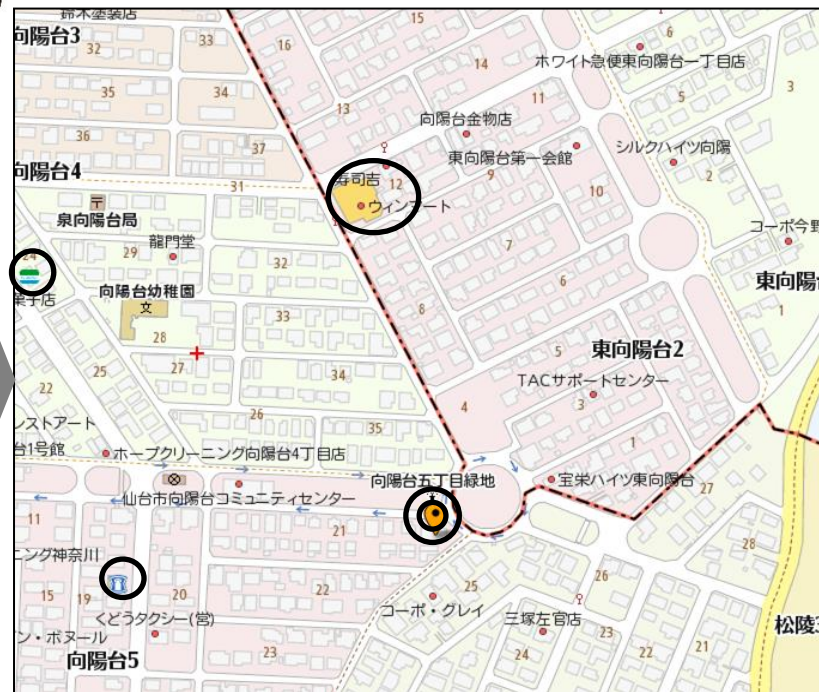 鈴木塗装店
向陽台3
32
33
15
16
6
ホワイト急便東向陽台一丁目店
14
3
35
34
5
13
11
向陽台金物店
36
37
東向陽台第一会館
シルクハイツ向陽
向陽台4
31
寿司吉
12
9
2
10
ウィンマート
泉向陽台局
龍門堂
コーポ今野
24
29
32
7
菓子店
向陽台幼稚園
6
東向陽台
文
33
8
1
28
5
東向陽台2
27
34
TACサポートセンター
22
25
4
3
26
レストアート
35
1
台1号館
ホープクリーニング向陽台4丁目店
向陽台五丁目緑地
宝栄ハイツ東向陽台
仙台市向陽台コミュニティセンター
27
11
21
28
ニング神奈川
26
15
19
20
22
25
くどうタクシー(営)
コーポ・グレイ
三塚左官店
ン・ボヌール
23
松陵3
向陽台5
23
24
22
21